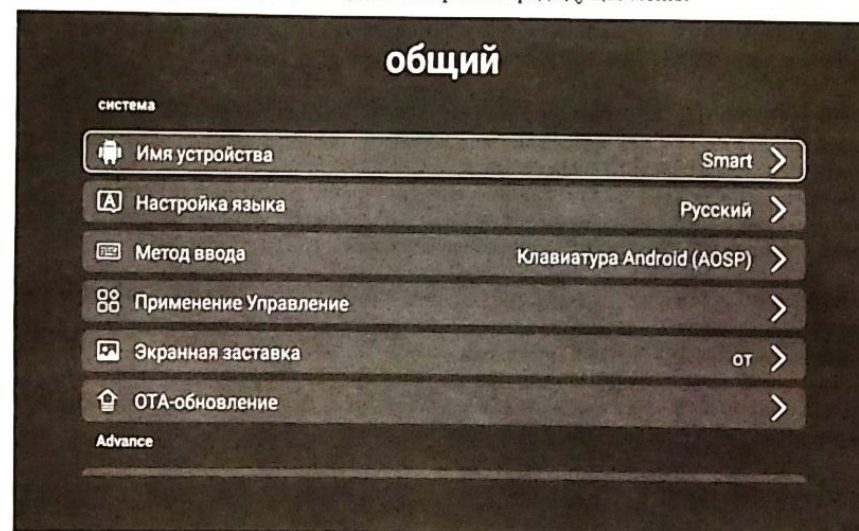 общий
система
Имя устройства Smart
Настройка языка Русский
Метод ввода Клавиатура Android (AOSP)
Применение Управление
Экранная заставка от
OTA-обновление
Advance